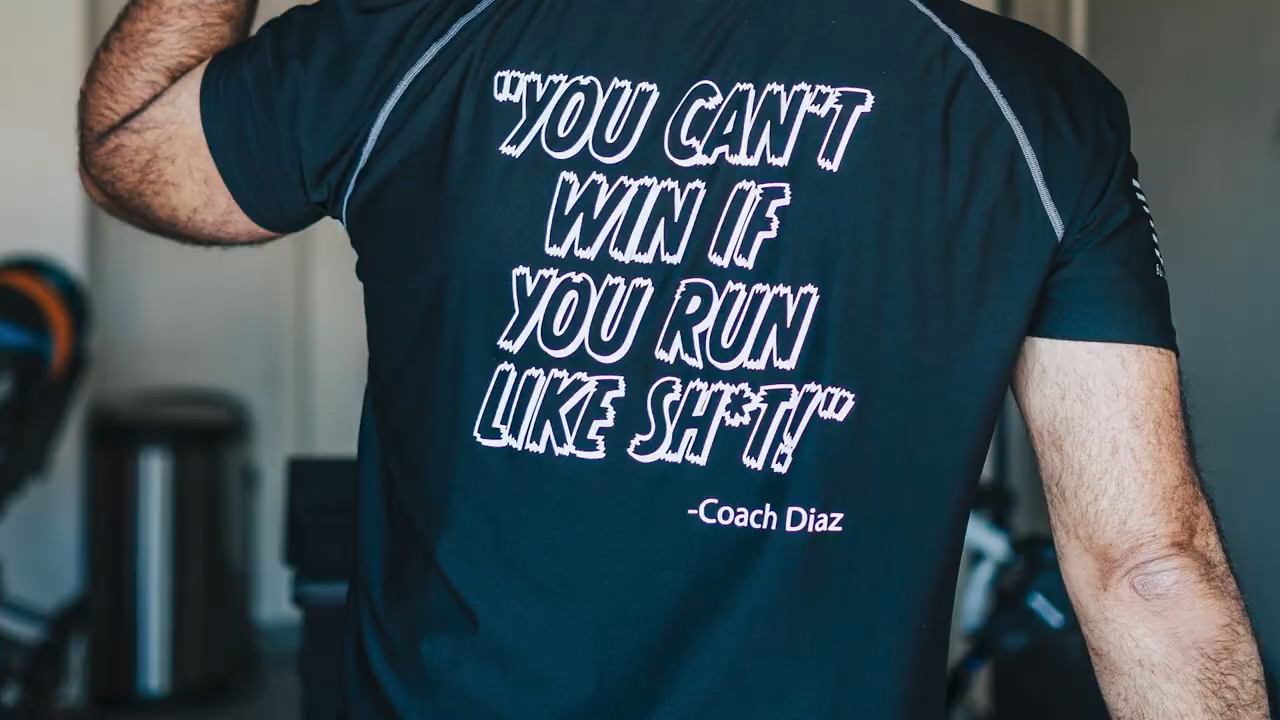 "YOU CAN'T
WIN IF
YOU RUN
LIKE SH*T!"
-Coach Diaz